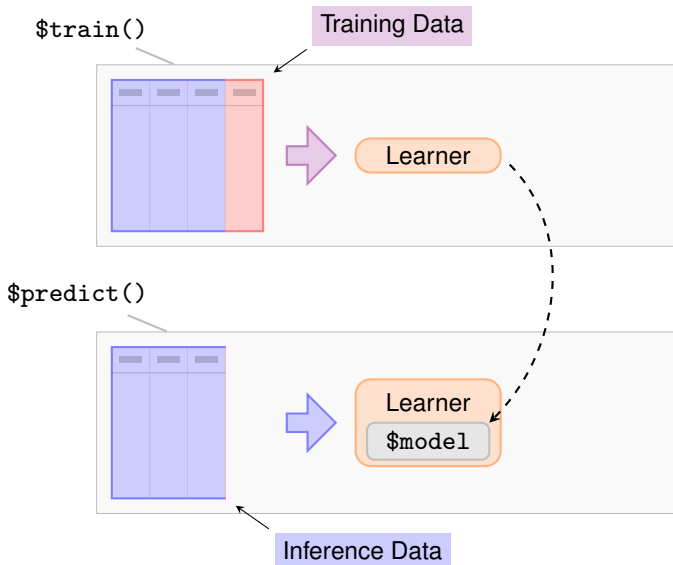 $train()
Training Data
Learner
$predict()
Learner
$model
Inference Data